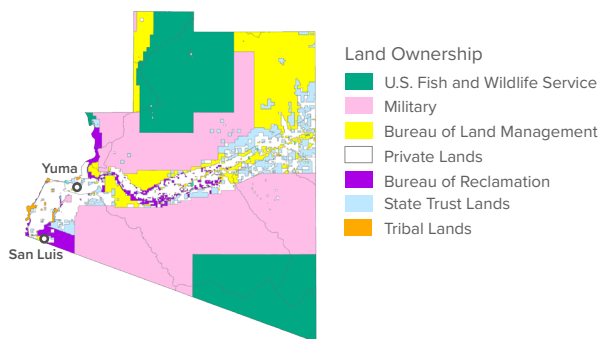 Land Ownership
U.S. Fish and Wildlife Service
Military
Bureau of Land Management
Private Lands
Bureau of Reclamation
State Trust Lands
Tribal Lands
Yuma
San Luis